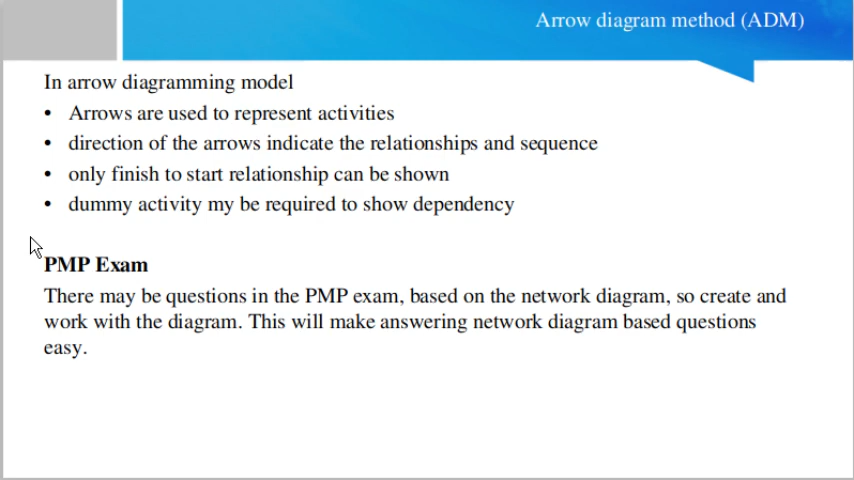 Arrow diagram method (ADM)
In arrow diagramming model
• Arrows are used to represent activities
• direction of the arrows indicate the relationships and sequence
• only finish to start relationship can be shown
• dummy activity my be required to show dependency
PMP Exam
There may be questions in the PMP exam, based on the network diagram, so create and
work with the diagram. This will make answering network diagram based questions
easy.